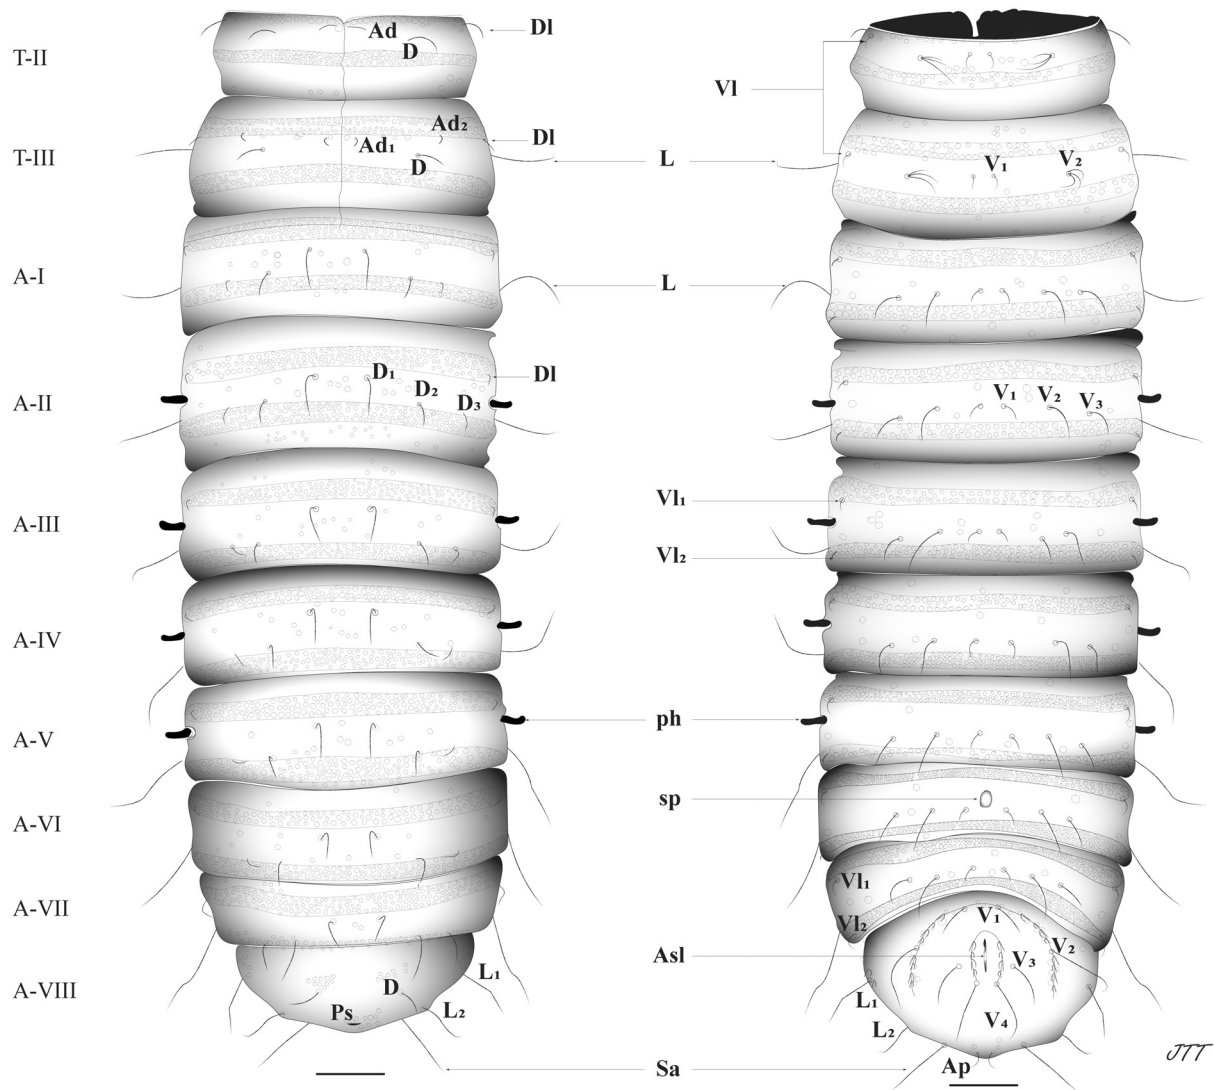 T-II
Ad
D
Dl
Vl
T-III
Ad2
Ad1
D
Dl
L
V1
V2
A-I
L
A-II
D1
D2
D3
Dl
V1
V2
V3
A-III
Vl1
Vl2
A-IV
A-V
ph
A-VI
sp
A-VII
Vl1
Vl2
A-VIII
D
L1
L2
Ps
Asl
V1
V2
V3
V4
L1
L2
Sa
Ap
JTT